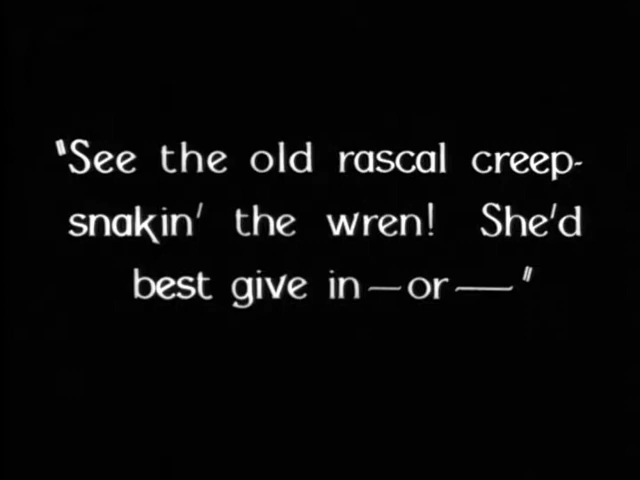 "See the old rascal creep-
snakin' the wren! She'd
best give in—or——"